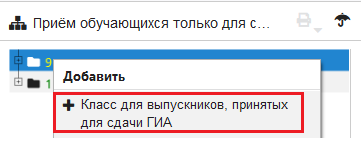 Приём обучающихся только для с...
9
Добавить
1
Класс для выпускников, принятых
для сдачи ГИА